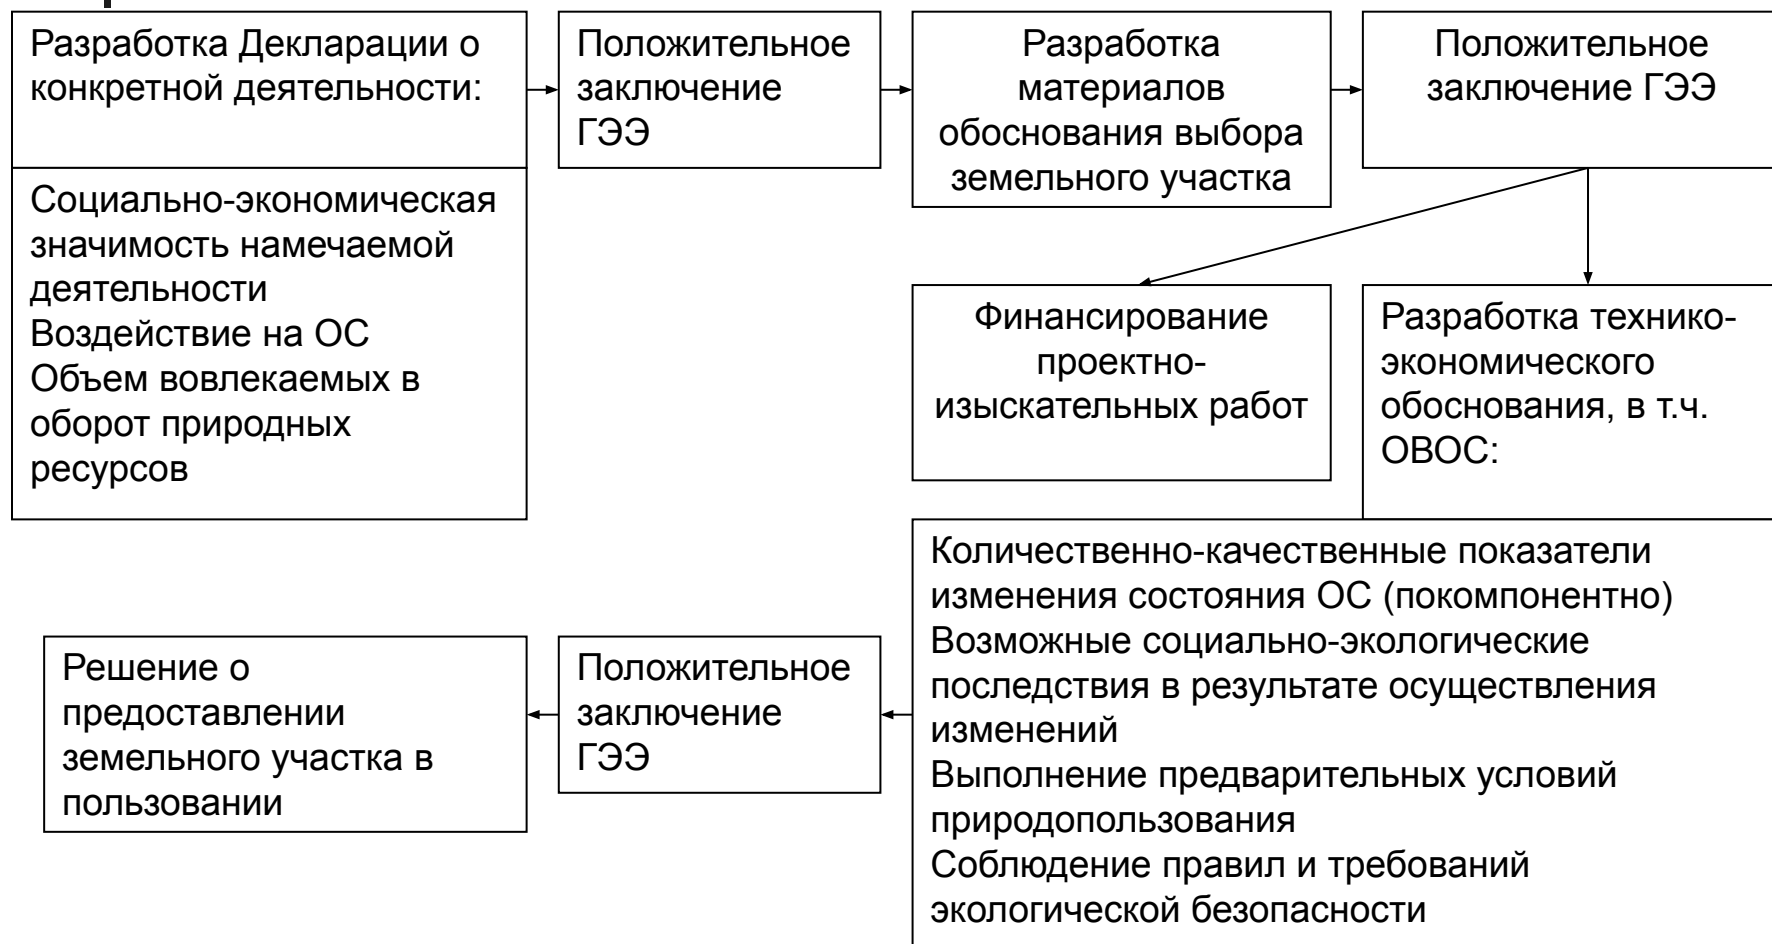 Разработка Декларации о
конкретной деятельности:
Социально-экономическая
значимость намечаемой
деятельности
Воздействие на ОС
Объем вовлекаемых в
оборот природных
ресурсов
Положительное
заключение
ГЭЭ
Разработка
материалов
обоснования выбора
земельного участка
Положительное
заключение ГЭЭ
Финансирование
проектно-
изыскательных работ
Разработка технико-
экономического
обоснования, в т.ч.
ОВОС:
Количественно-качественные показатели
изменения состояния ОС (покомпонентно)
Возможные социально-экологические
последствия в результате осуществления
изменений
Выполнение предварительных условий
природопользования
Соблюдение правил и требований
экологической безопасности
Положительное
заключение
ГЭЭ
Решение о
предоставлении
земельного участка в
пользовании